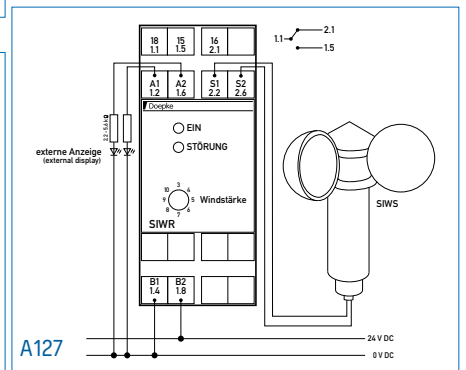 18 15 16
1.1 1.5 2.1
A1 A2 S1 S2
1.2 1.6 2.2 2.6
2.1
1.1
1.5
Doepke
EIN
STÖRUNG
2,2 - 5,6 kΩ
externe Anzeige
(external display)
3
10 4
9 5
8 6
7
Windstärke
SIWR
SIWS
B1 B2
1.4 1.8
A127
24 V DC
0 V DC